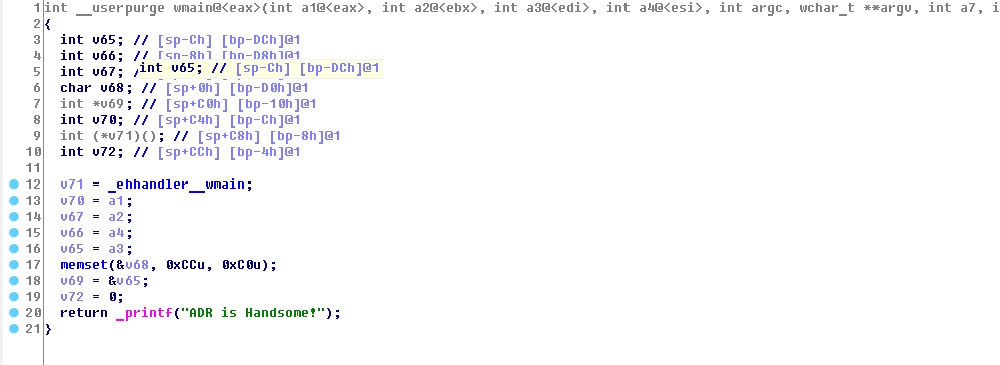 1 int __userpurge wmain@<eax>(int a1@<eax>, int a2@<ebx>, int a3@<edi>, int a4@<esi>, int argc, wchar_t **argv, int a7, i
2 {
3 int v65; // [sp-Ch] [bp-DCh]@1
4 int v66; // [sp-8h] [bp-D8h]@1
int v65; // [sp-Ch] [bp-DCh]@1
5 int v67; /
6 char v68; // [sp+0h] [bp-D0h]@1
7 int *v69; // [sp+C0h] [bp-10h]@1
8 int v70; // [sp+C4h] [bp-Ch]@1
9 int (*v71)(); // [sp+C8h] [bp-8h]@1
10 int v72; // [sp+CCh] [bp-4h]@1
11
12 v71 = _ehhandler__wmain;
13 v70 = a1;
14 v67 = a2;
15 v66 = a4;
16 v65 = a3;
17 memset(&v68, 0xCCu, 0xC0u);
18 v69 = &v65;
19 v72 = 0;
20 return _printf("ADR is Handsome!");
21 }